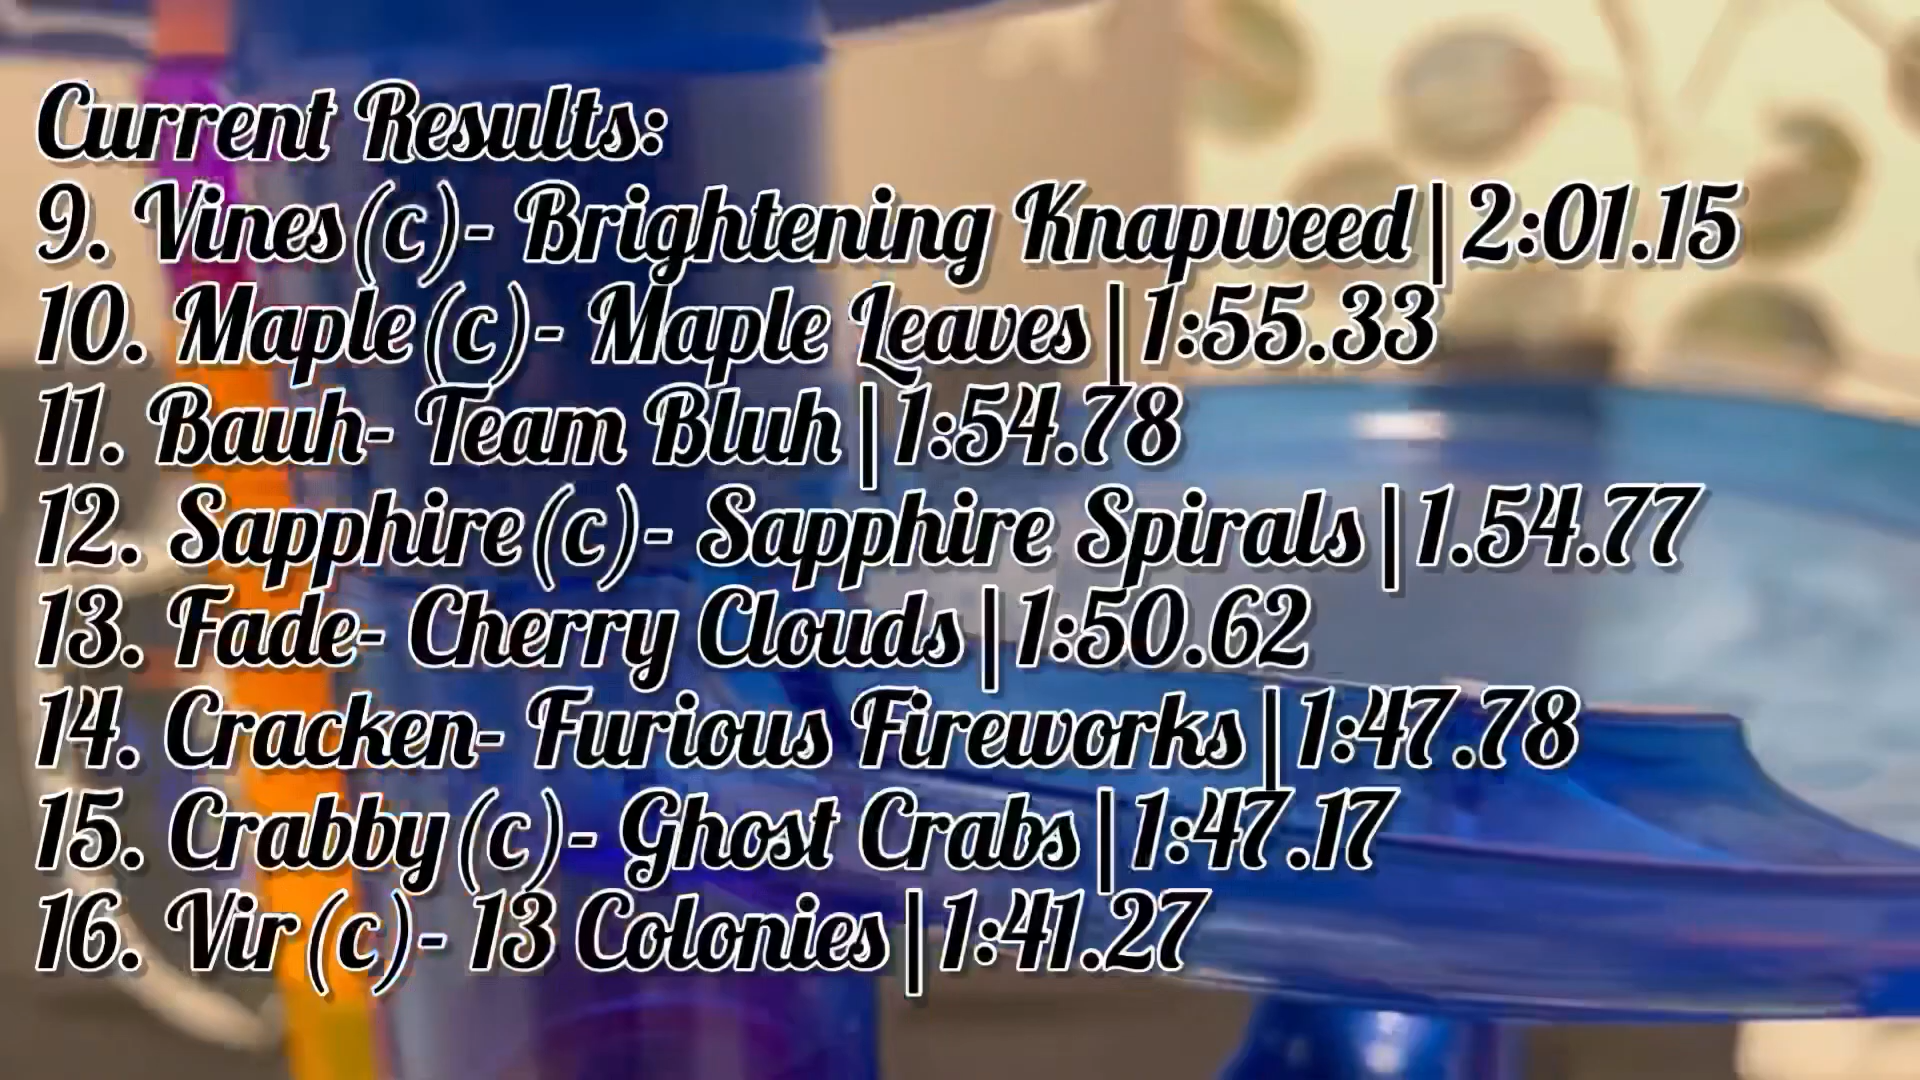 Current Results:
9. Vines(c)- Brightening Knapweed|2:01.15
10. Maple(c)- Maple Leaves|1:55.33
11. Bauh- Team Bluh|1:54.78
12. Sapphire(c)- Sapphire Spirals|1.54.77
13. Fade- Cherry Clouds|1:50.62
14. Cracken- Furious Fireworks|1:47.78
15. Crabby(c)- Ghost Crabs|1:47.17
16. Vir(c)- 13 Colonies|1:41.27